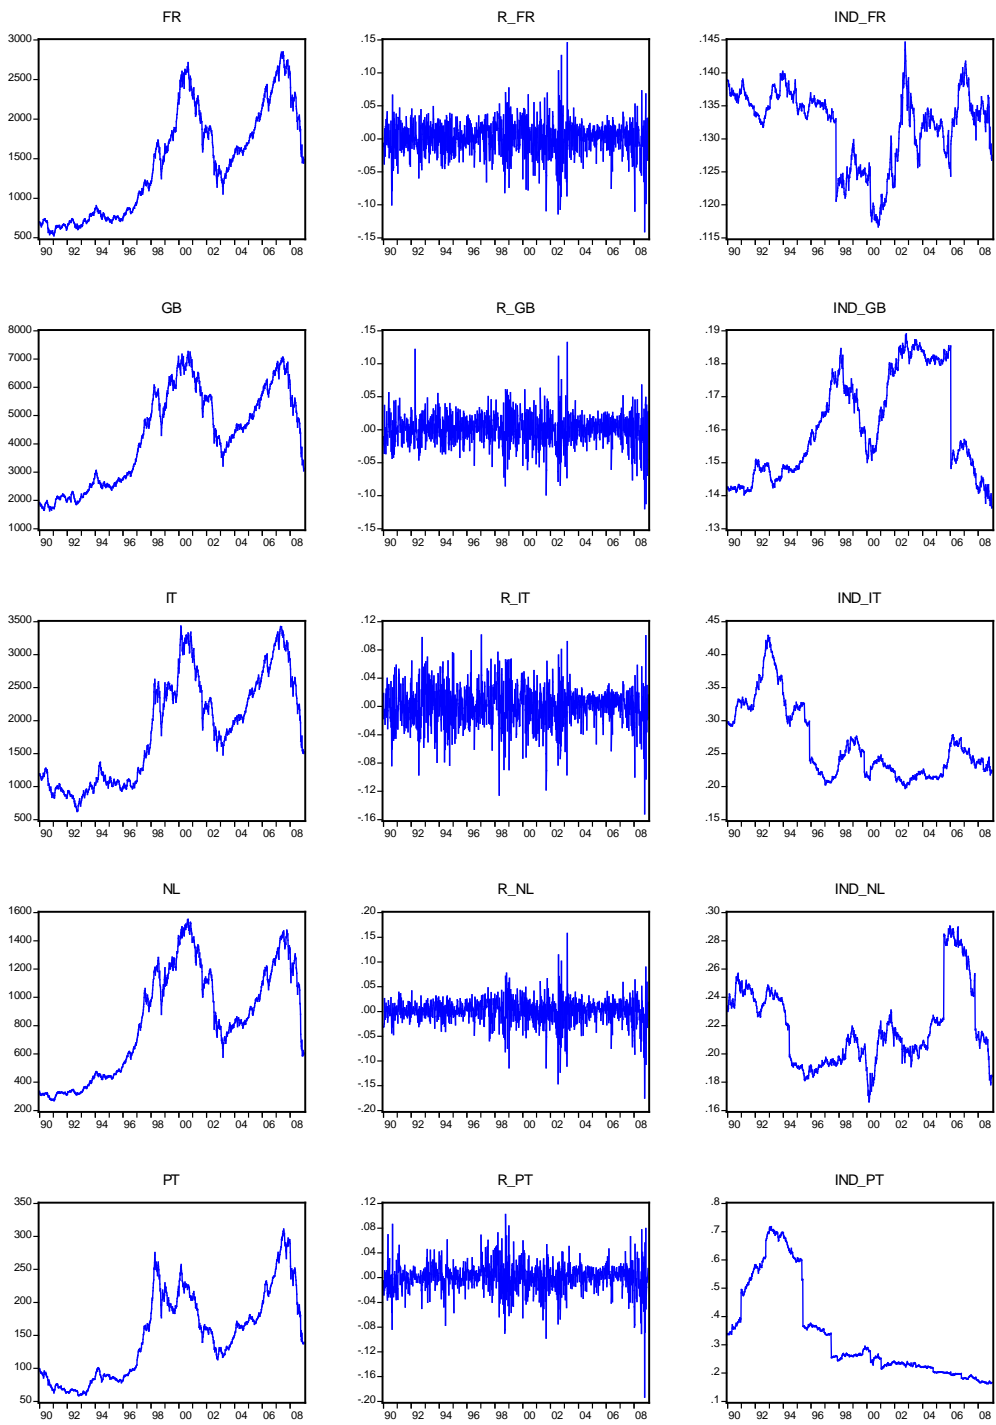 FR R_FR IND_FR
3000 .15 .145
2500 .10 .140
2000 .05 .135
1500 .00 .130
1000 -.05 .125
500 -.10 .120
-.15 .115
90 92 94 96 98 00 02 04 06 08 90 92 94 96 98 00 02 04 06 08 90 92 94 96 98 00 02 04 06 08
GB R_GB IND_GB
8000 .15 .19
7000 .10 .18
6000 .05 .17
5000 .00 .16
4000 -.05 .15
3000 -.10 .14
2000 -.15 .13
1000
90 92 94 96 98 00 02 04 06 08 90 92 94 96 98 00 02 04 06 08 90 92 94 96 98 00 02 04 06 08
IT R_IT IND_IT
3500 .12 .45
3000 .08 .40
2500 .04 .35
2000 .00 .30
1500 -.04 .25
1000 -.08 .20
500 -.12 .15
-.16
90 92 94 96 98 00 02 04 06 08 90 92 94 96 98 00 02 04 06 08 90 92 94 96 98 00 02 04 06 08
NL R_NL IND_NL
1600 .20 .30
1400 .15 .28
1200 .10 .26
1000 .05 .24
800 .00 .22
600 -.05 .20
400 -.10 .18
200 -.15 .16
-.20
90 92 94 96 98 00 02 04 06 08 90 92 94 96 98 00 02 04 06 08 90 92 94 96 98 00 02 04 06 08
PT R_PT IND_PT
350 .12 .8
300 .08 .7
250 .04 .6
200 .00 .5
150 -.04 .4
100 -.08 .3
50 -.12 .2
-.16 .1
-.20
90 92 94 96 98 00 02 04 06 08 90 92 94 96 98 00 02 04 06 08 90 92 94 96 98 00 02 04 06 08